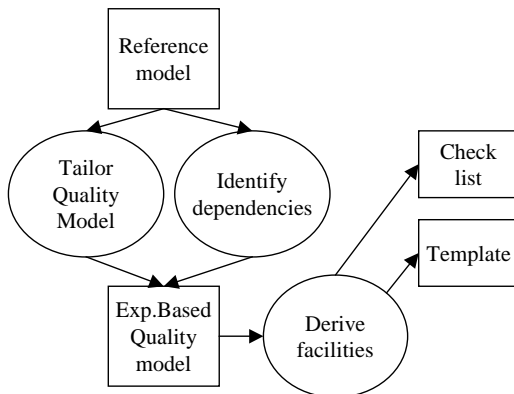 Reference
model
Tailor
Quality
Model
Identify
dependencies
Check
list
Template
Exp.Based
Quality
model
Derive
facilities